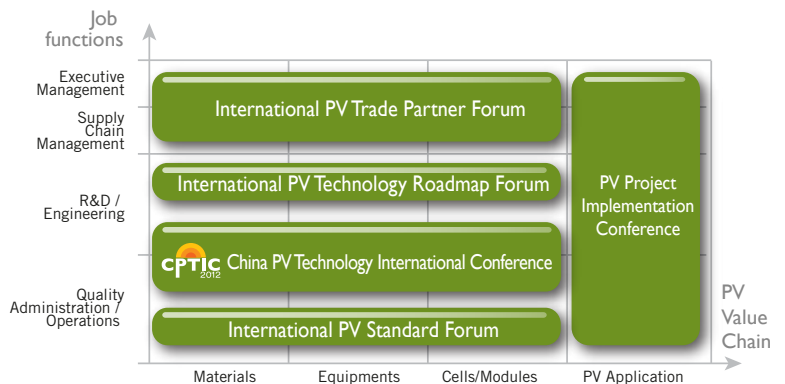 Job
functions
Executive
Management
Supply
Chain
Management
R&D /
Engineering
Quality
Administration /
Operations
International PV Trade Partner Forum
International PV Technology Roadmap Forum
CPTIC
2012
China PV Technology International Conference
International PV Standard Forum
PV Project
Implementation
Conference
PV
Value
Chain
Materials
Equipments
Cells/Modules
PV Application